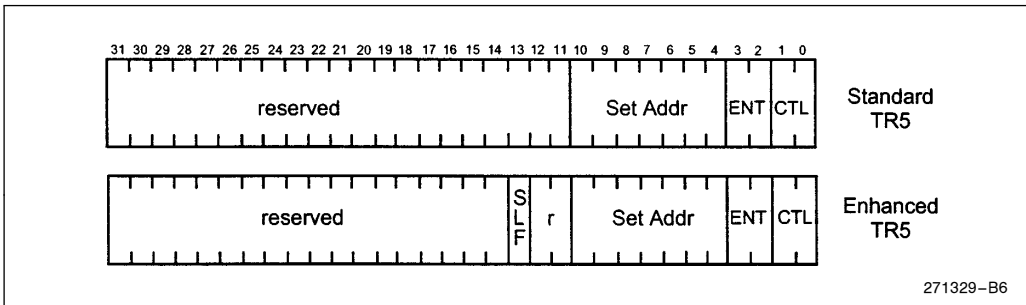 31 30 29 28 27 26 25 24 23 22 21 20 19 18 17 16 15 14 13 12 11 10 9 8 7 6 5 4 3 2 1 0
reserved Set Addr ENT CTL
Standard
TR5
reserved SLF r Set Addr ENT CTL
Enhanced
TR5
271329–B6